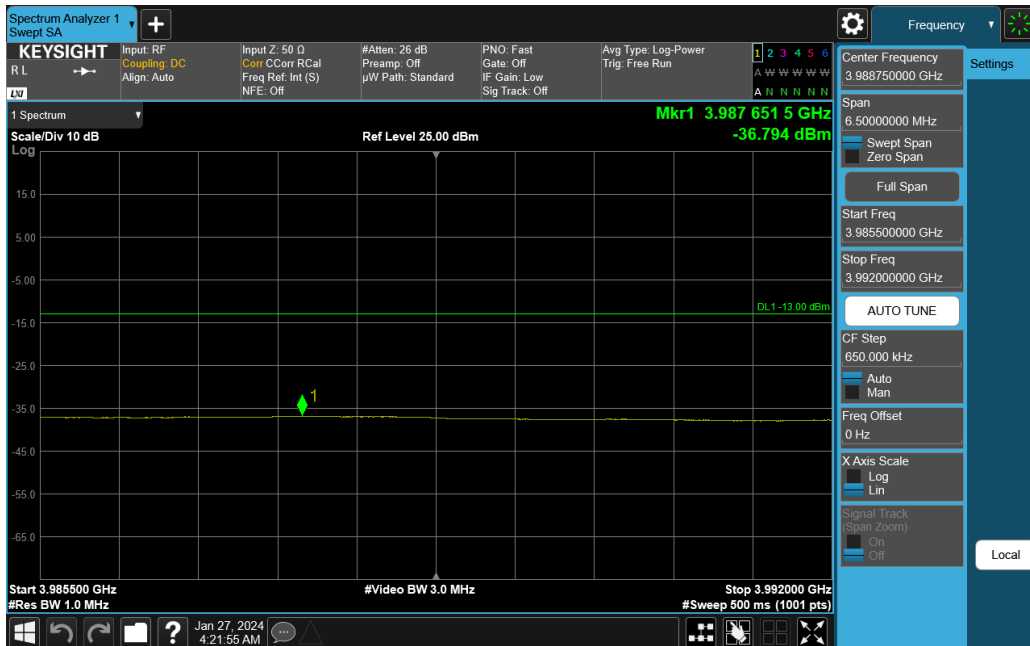 Spectrum Analyzer 1
Swept SA
+
Frequency
KEYSIGHT
R L
LXI
Input: RF
Coupling: DC
Align: Auto
Input Z: 50 Ω
Corr CCorr RCal
Freq Ref: Int (S)
NFE: Off
#Atten: 26 dB
Preamp: Off
µW Path: Standard
PNO: Fast
Gate: Off
IF Gain: Low
Sig Track: Off
Avg Type: Log-Power
Trig: Free Run
1 2 3 4 5 6
A W W W W W
A N N N N N
1 Spectrum
Scale/Div 10 dB
Log
Ref Level 25.00 dBm
Mkr1 3.987 651 5 GHz
-36.794 dBm
15.0
5.00
-5.00
DL1 -13.00 dBm
-15.0
-25.0
1
-35.0
-45.0
-55.0
-65.0
Start 3.985500 GHz
#Res BW 1.0 MHz
#Video BW 3.0 MHz
Stop 3.992000 GHz
#Sweep 500 ms (1001 pts)
?
Jan 27, 2024
4:21:55 AM
Center Frequency
3.988750000 GHz
Span
6.50000000 MHz
Swept Span
Zero Span
Full Span
Start Freq
3.985500000 GHz
Stop Freq
3.992000000 GHz
AUTO TUNE
CF Step
650.000 kHz
Auto
Man
Freq Offset
0 Hz
X Axis Scale
Log
Lin
Signal Track
(Span Zoom)
On
Off
Settings
Local